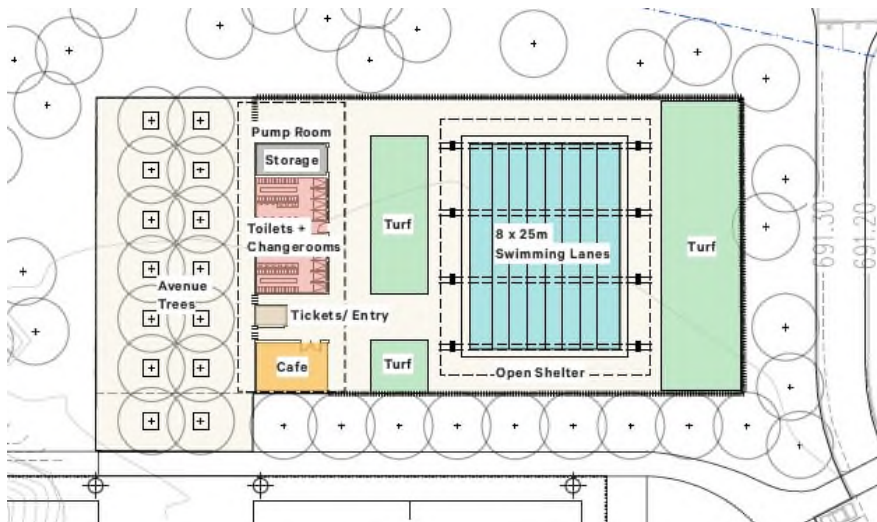 Pump Room
Storage
Toilets +
Changerooms
Avenue
Trees
Tickets/ Entry
Cafe
Turf
Turf
8 x 25m
Swimming Lanes
Open Shelter
Turf
691.30
691.20